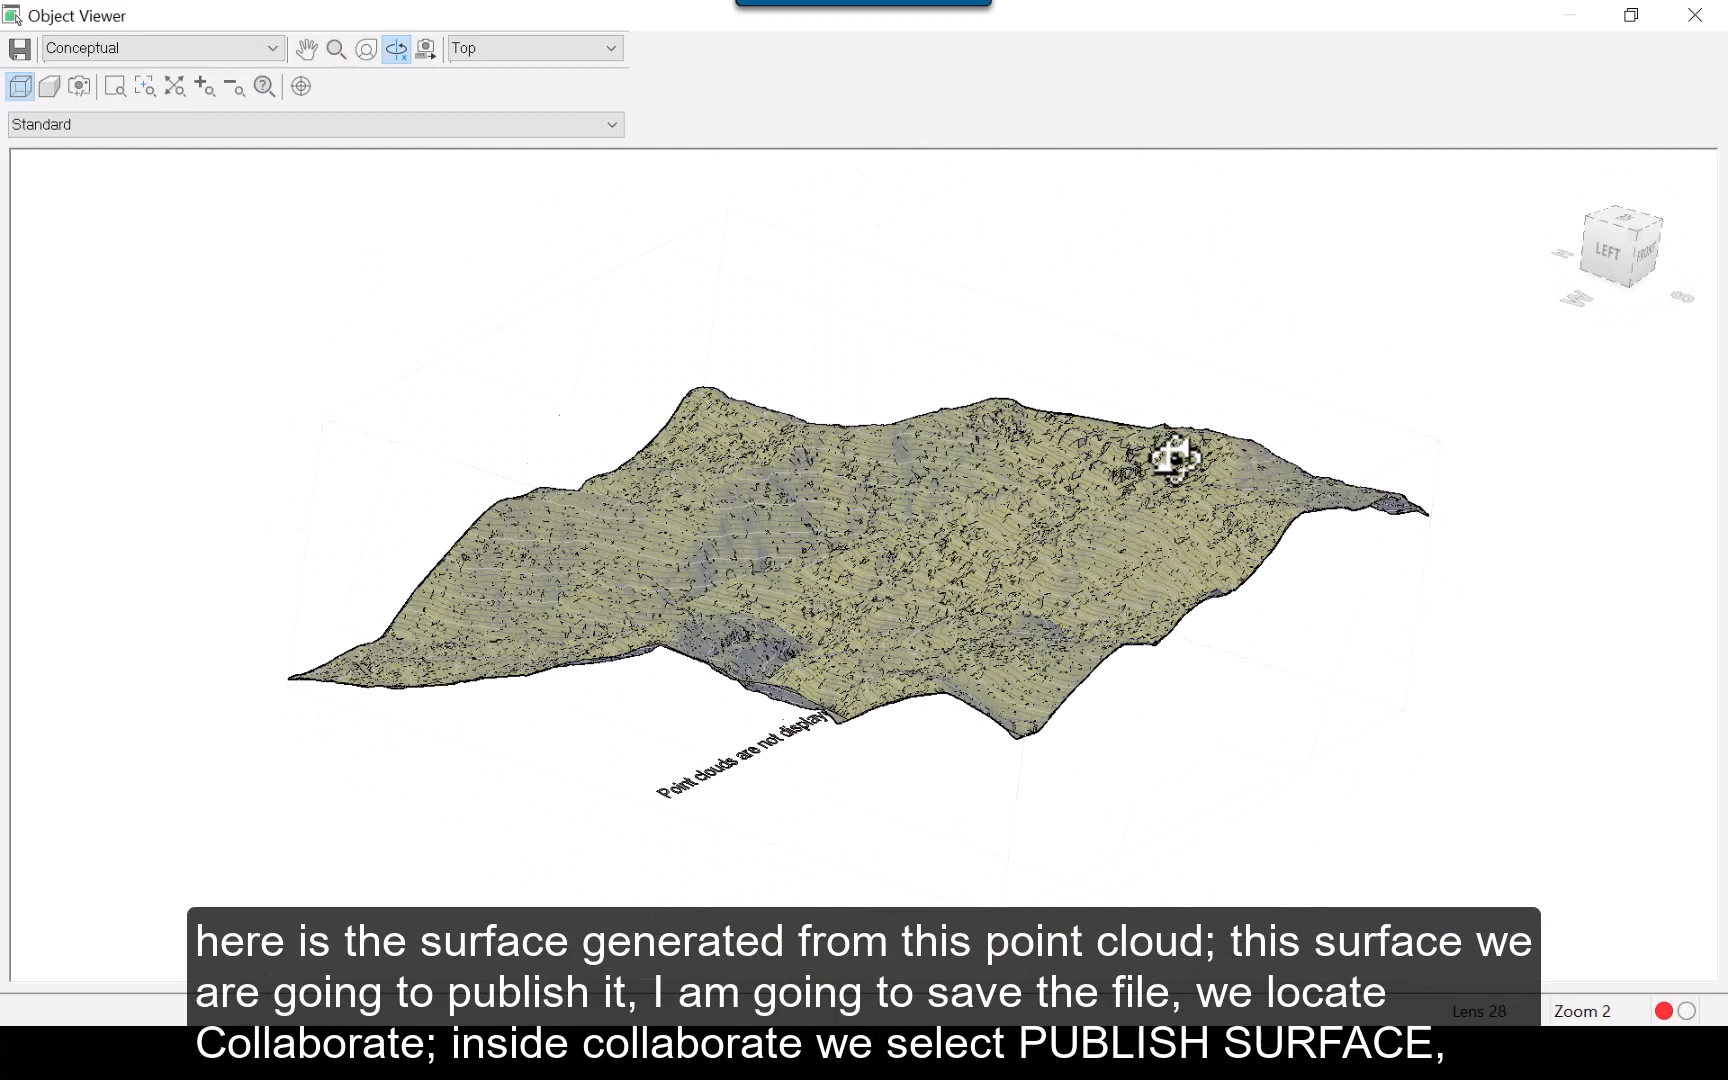 Object Viewer
Conceptual
Top
Standard
LEFT
FRONT
W
S
Point clouds are not display
here is the surface generated from this point cloud; this surface we
are going to publish it, I am going to save the file, we locate
Lens 28
Zoom 2
Collaborate; inside collaborate we select PUBLISH SURFACE,